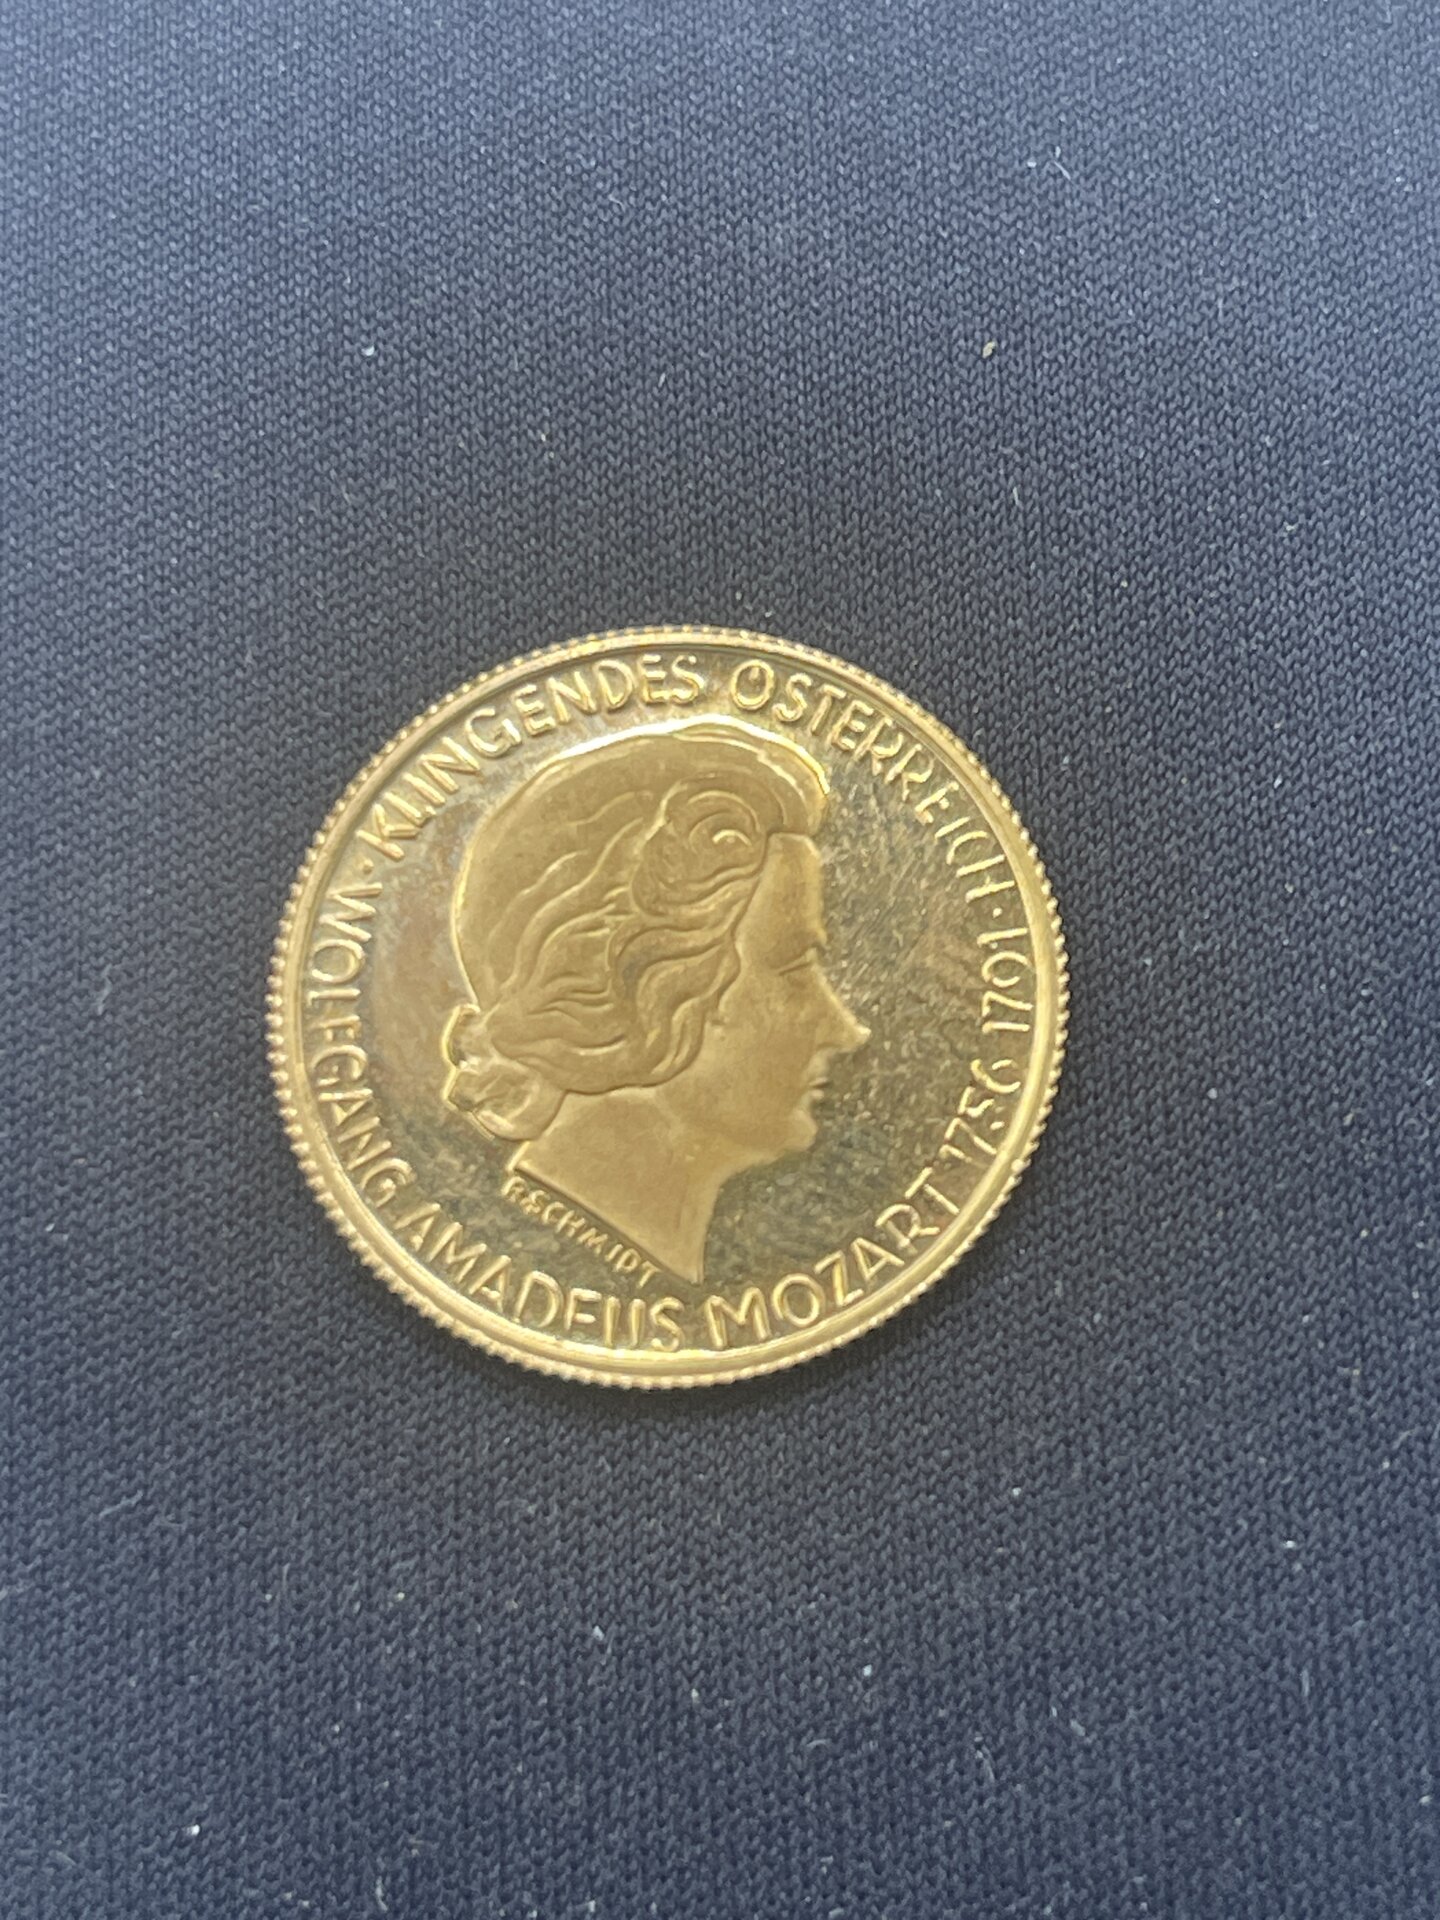 ·KLINGENDES ÖSTERREICH·
WOLFGANG AMADEUS MOZART·1756 1791·
R.SCHMIDT